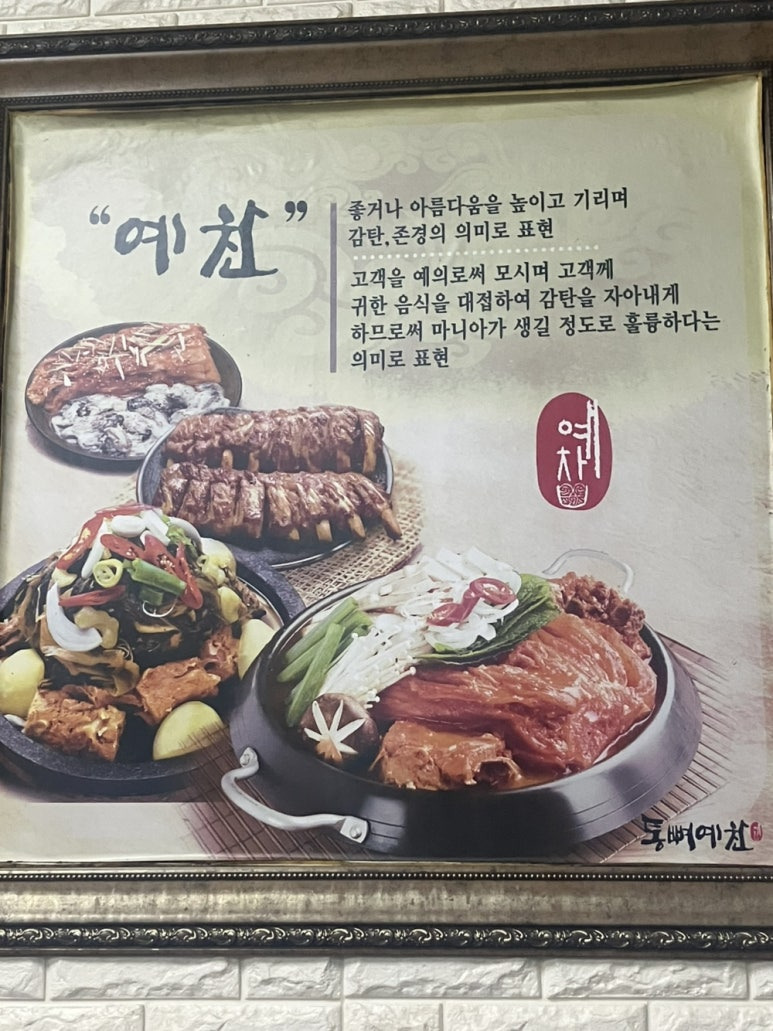 “예찬”
좋거나 아름다움을 높이고 기리며
감탄,존경의 의미로 표현
고객을 예의로써 모시며 고객께
귀한 음식을 대접하여 감탄을 자아내게
하므로써 마니아가 생길 정도로 훌륭하다는
의미로 표현
예찬
통뼈예찬